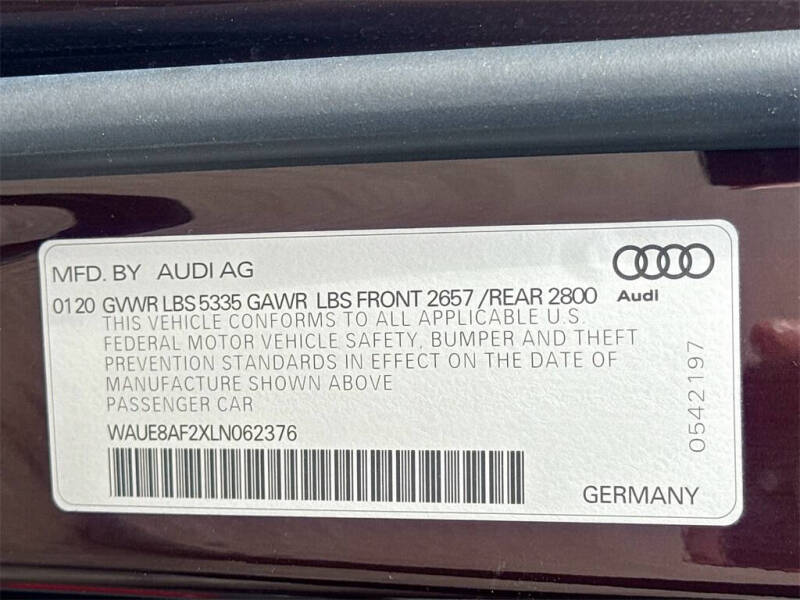 MFD. BY AUDI AG
0120 GVWR LBS 5335 GAWR LBS FRONT 2657 /REAR 2800
THIS VEHICLE CONFORMS TO ALL APPLICABLE U.S.
FEDERAL MOTOR VEHICLE SAFETY, BUMPER AND THEFT
PREVENTION STANDARDS IN EFFECT ON THE DATE OF
MANUFACTURE SHOWN ABOVE
PASSENGER CAR
WAUE8AF2XLN062376
GERMANY
Audi
0542197